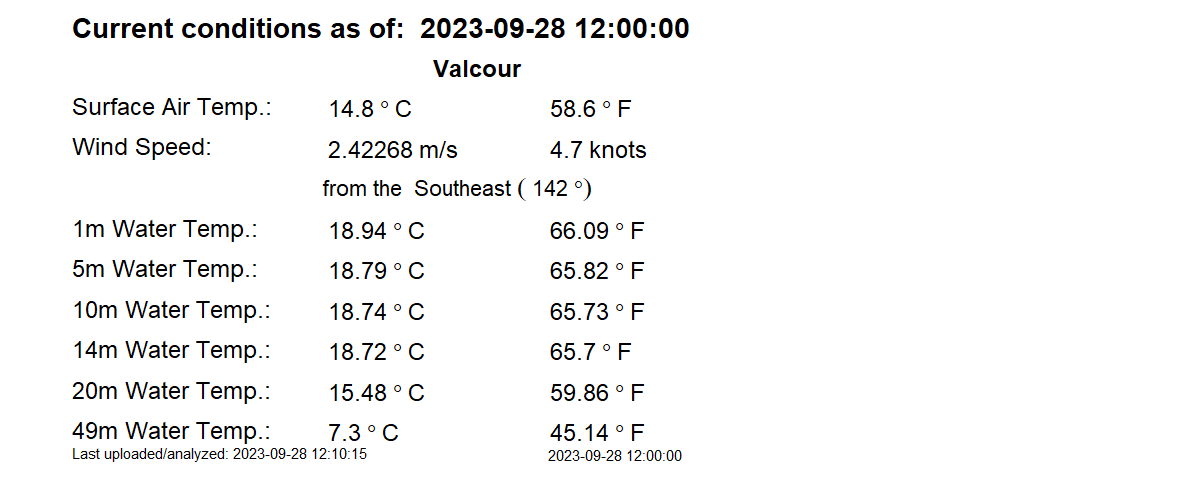 Current conditions as of: 2023-09-28 12:00:00
Valcour
Surface Air Temp.: 14.8 ° C 58.6 ° F
Wind Speed: 2.42268 m/s 4.7 knots
from the Southeast ( 142 °)
1m Water Temp.: 18.94 ° C 66.09 ° F
5m Water Temp.: 18.79 ° C 65.82 ° F
10m Water Temp.: 18.74 ° C 65.73 ° F
14m Water Temp.: 18.72 ° C 65.7 ° F
20m Water Temp.: 15.48 ° C 59.86 ° F
49m Water Temp.: 7.3 ° C 45.14 ° F
Last uploaded/analyzed: 2023-09-28 12:10:15 2023-09-28 12:00:00